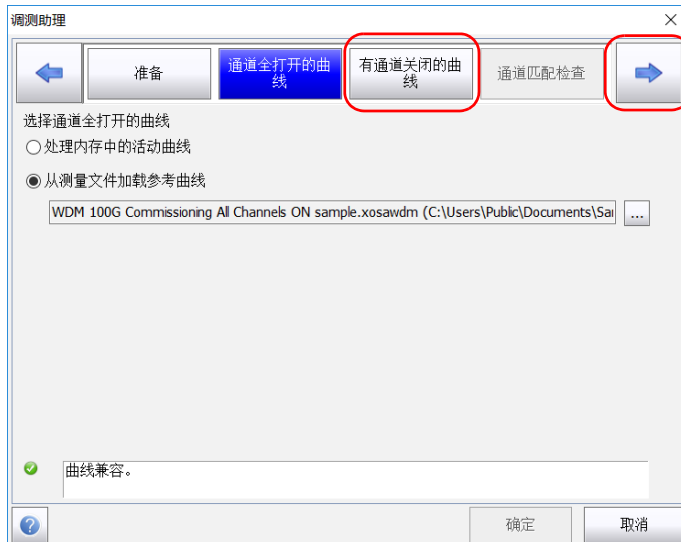 调测助理
准备
通道全打开的曲
线
有通道关闭的曲
线
通道匹配检查
选择通道全打开的曲线
处理内存中的活动曲线
从测量文件加载参考曲线
WDM 100G Commissioning All Channels ON sample.xosawdm (C:\Users\Public\Documents\Sa
...
曲线兼容。
?
确定
取消